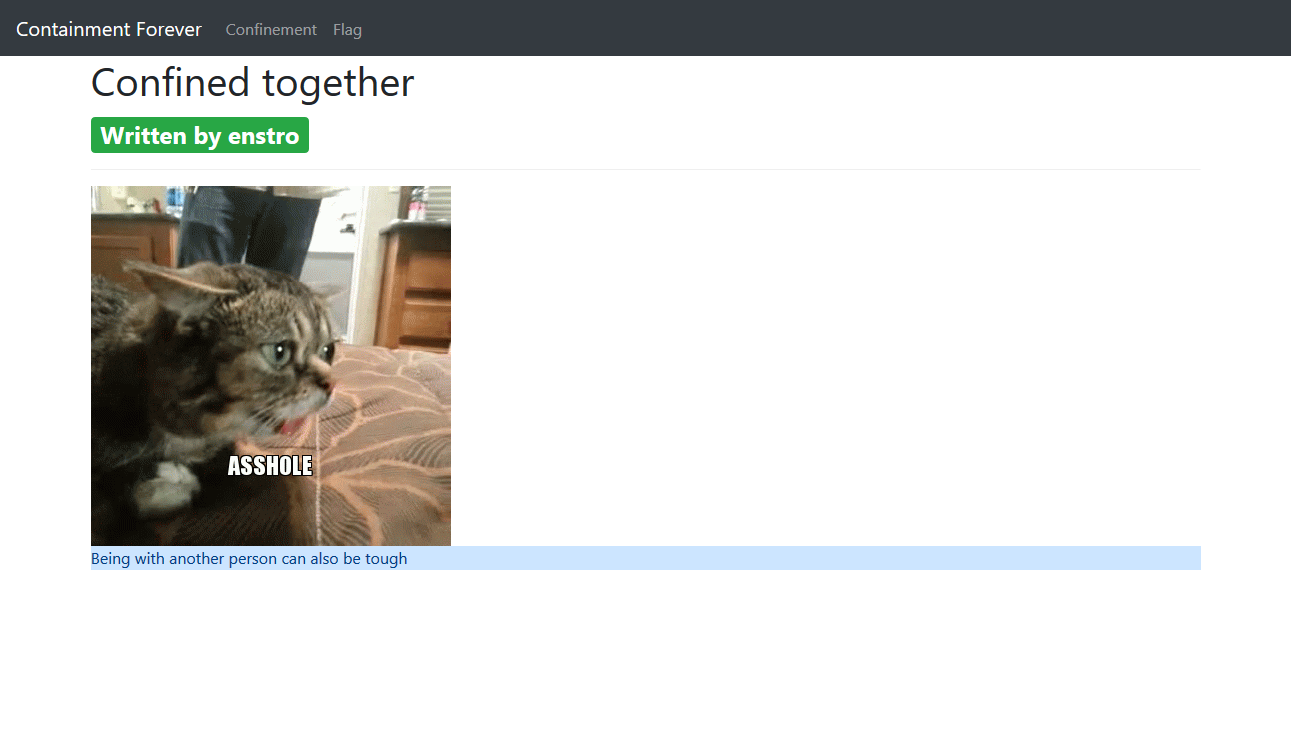 Containment Forever Confinement Flag
Confined together
Written by enstro
ASSHOLE
Being with another person can also be tough